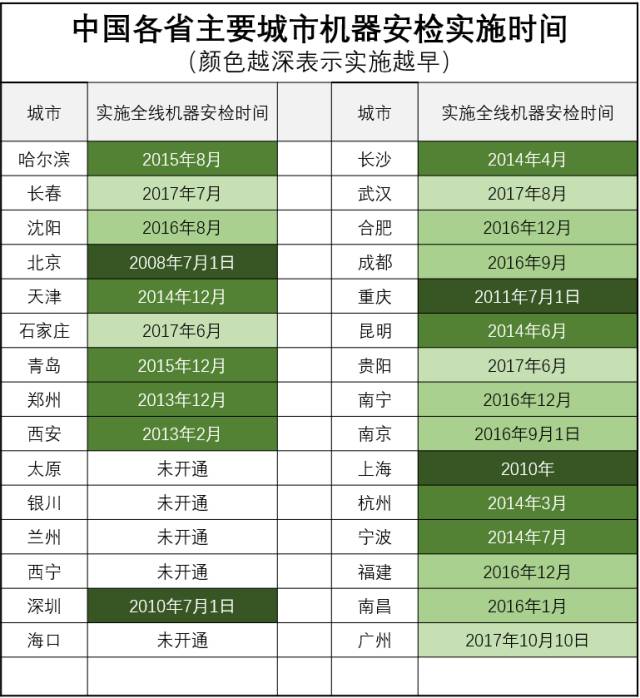 中国各省主要城市机器安检实施时间
（颜色越深表示实施越早）
城市 实施全线机器安检时间 城市 实施全线机器安检时间
哈尔滨 2015年8月 长沙 2014年4月
长春 2017年7月 武汉 2017年8月
沈阳 2016年8月 合肥 2016年12月
北京 2008年7月1日 成都 2016年9月
天津 2014年12月 重庆 2011年7月1日
石家庄 2017年6月 昆明 2014年6月
青岛 2015年12月 贵阳 2017年6月
郑州 2013年12月 南宁 2016年12月
西安 2013年2月 南京 2016年9月1日
太原 未开通 上海 2010年
银川 未开通 杭州 2014年3月
兰州 未开通 宁波 2014年7月
西宁 未开通 福建 2016年12月
深圳 2010年7月1日 南昌 2016年1月
海口 未开通 广州 2017年10月10日